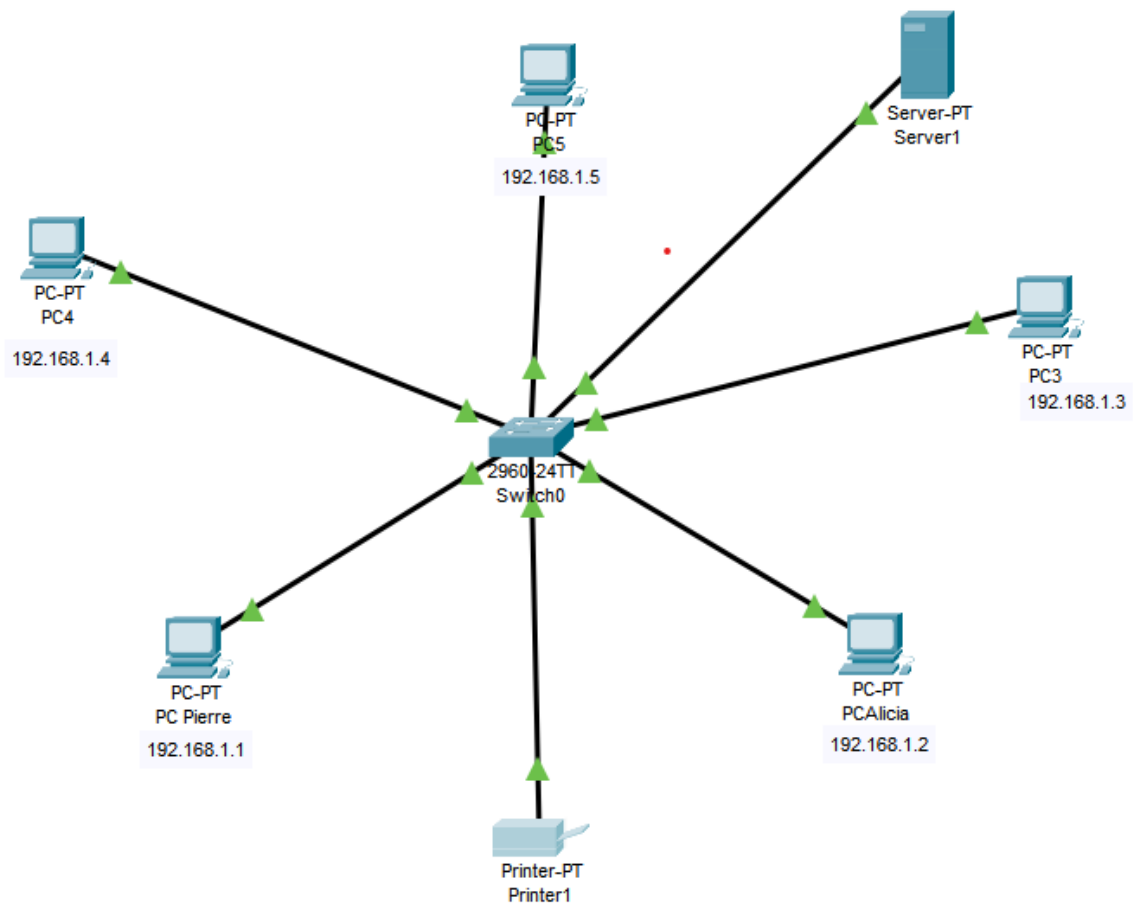 PC-PT
PC5
192.168.1.5
Server-PT
Server1
PC-PT
PC4
192.168.1.4
PC-PT
PC3
192.168.1.3
2960-24TT
Switch0
PC-PT
PC Pierre
192.168.1.1
PC-PT
PCAlicia
192.168.1.2
Printer-PT
Printer1